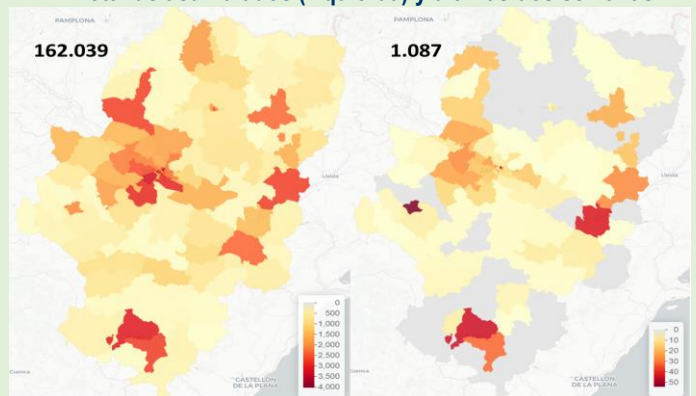 PAMPLONA
162.039
Lleida
Cuenca
CASTELLÓN
DE LA PLANA
0
500
1,000
1,500
2,000
2,500
3,000
3,500
4,000
PAMPLONA
1.087
Lleida
Cuenca
CASTELLÓN
DE LA PLANA
0
10
20
30
40
50